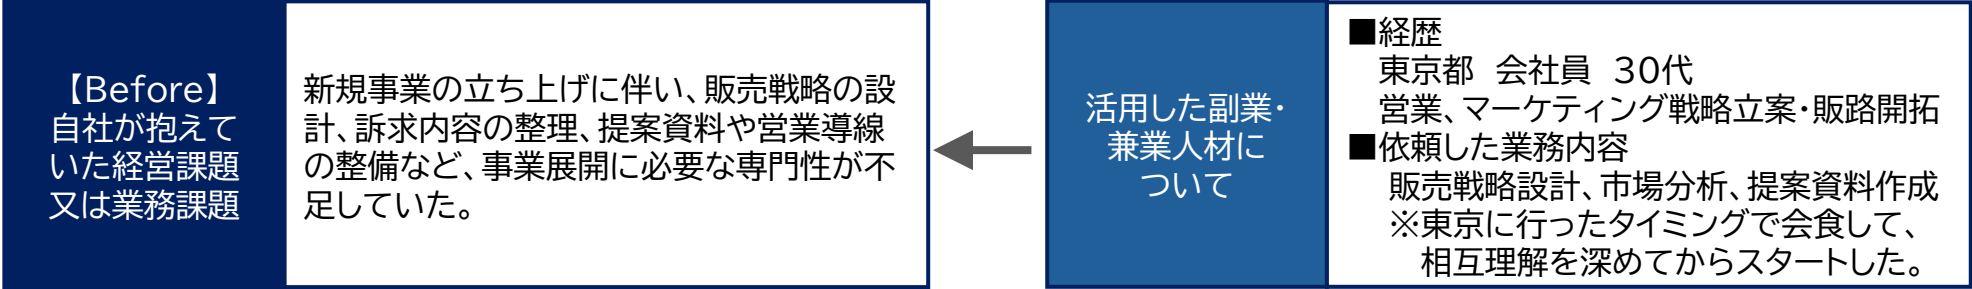 【Before】
自社が抱えて
いた経営課題
又は業務課題
新規事業の立ち上げに伴い、販売戦略の設
計、訴求内容の整理、提案資料や営業導線
の整備など、事業展開に必要な専門性が不
足していた。
活用した副業・
兼業人材に
ついて
■経歴
東京都　会社員　30代
営業、マーケティング戦略立案・販路開拓
■依頼した業務内容
販売戦略設計、市場分析、提案資料作成
※東京に行ったタイミングで会食して、
相互理解を深めてからスタートした。